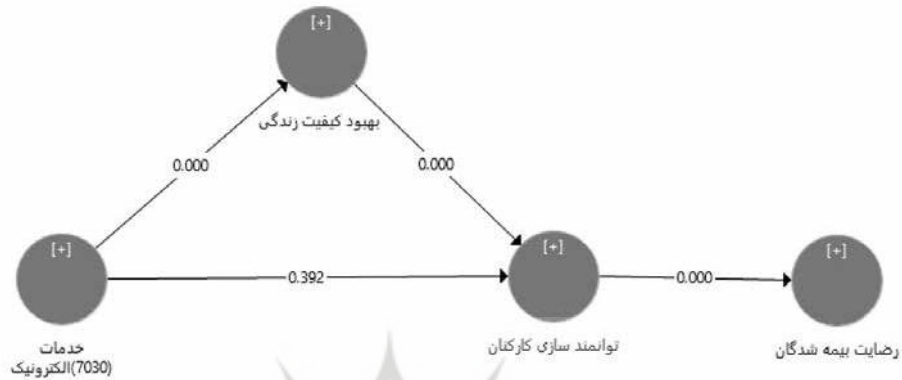 [+]
بهبود کیفیت زندگی
0.000
0.000
[+]
0.392
[+]
0.000
[+]
خدمات
الکترونیک(7030)
توانمند سازی کارکنان
رضایت بیمه شدگان